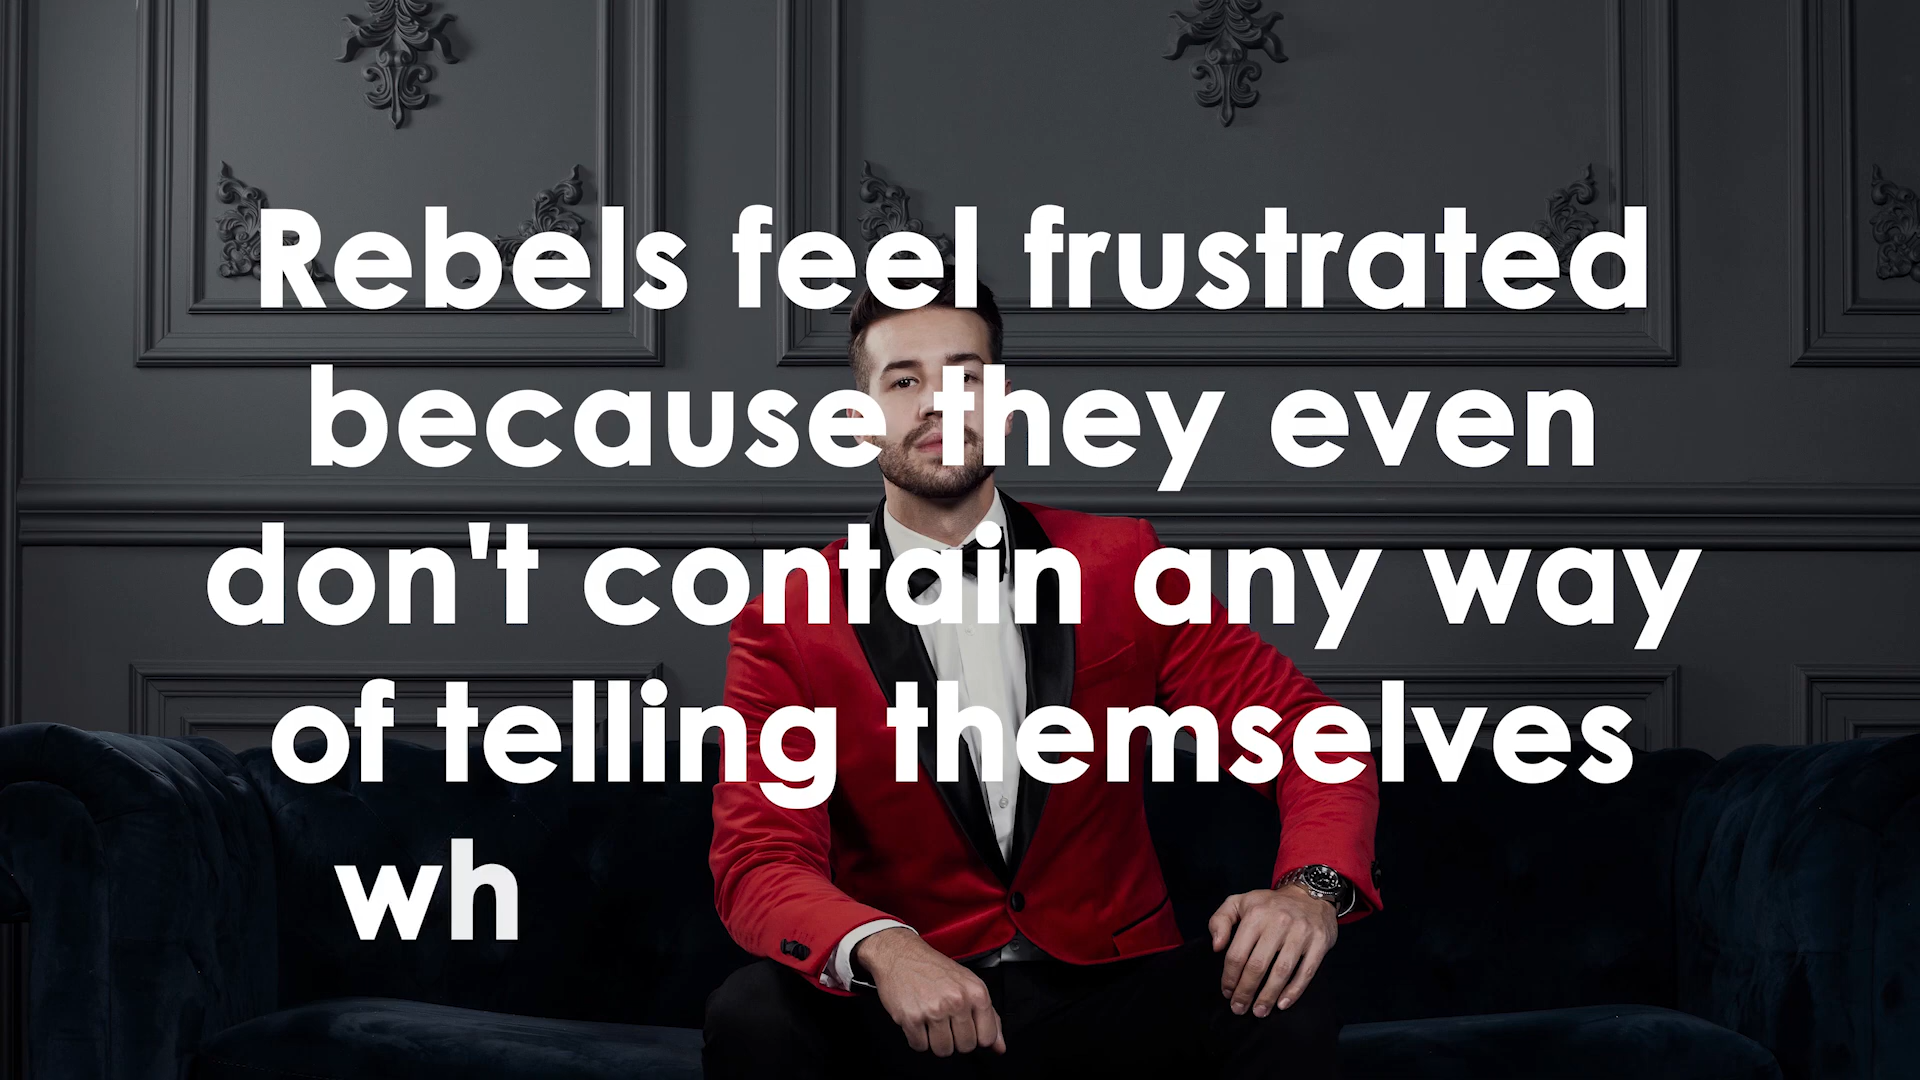 Rebels feel frustrated
because they even
don't contain any way
of telling themselves
wh